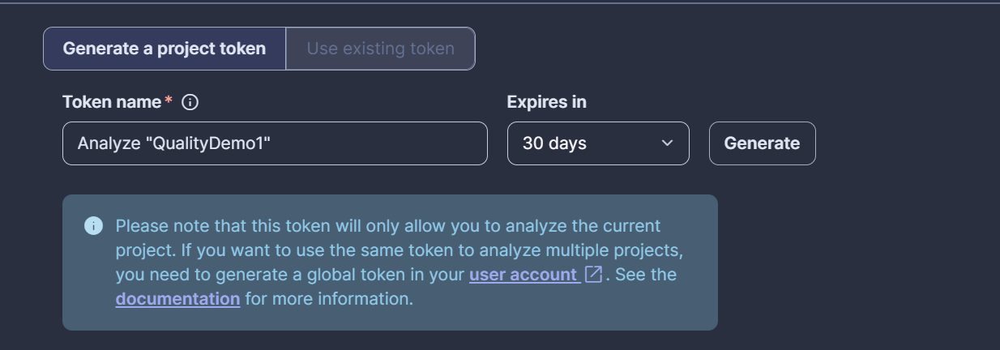 Generate a project token Use existing token
Token name* Expires in
Analyze "QualityDemo1" 30 days Generate
Please note that this token will only allow you to analyze the current
project. If you want to use the same token to analyze multiple projects,
you need to generate a global token in your user account. See the
documentation for more information.